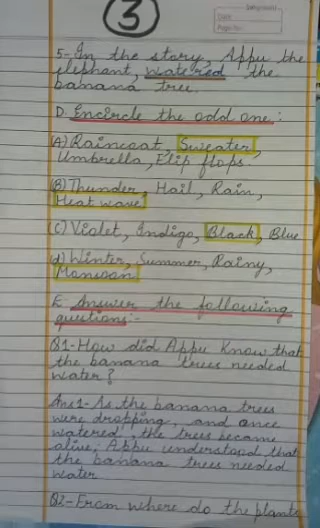 3
Date
Page No.
5-In the story, Appu the
elephant, watered the
banana tree.
D. Encircle the odd one:
(A) Raincoat, Sweater,
Umbrella, Flip flops
(B) Thunder, Hail, Rain,
Heat wave
(C) Violet, Indigo, Black, Blue
(d) Winter, Summer, Rainy,
Monsoon
E. Answer the following
questions:-
Q1-How did Appu Know that
the banana trees needed
water?
Ans1-As the banana trees
were dropping, and once
watered, the trees became
alive; Appu understood that
the banana trees needed
water
Q2-From where do the plants